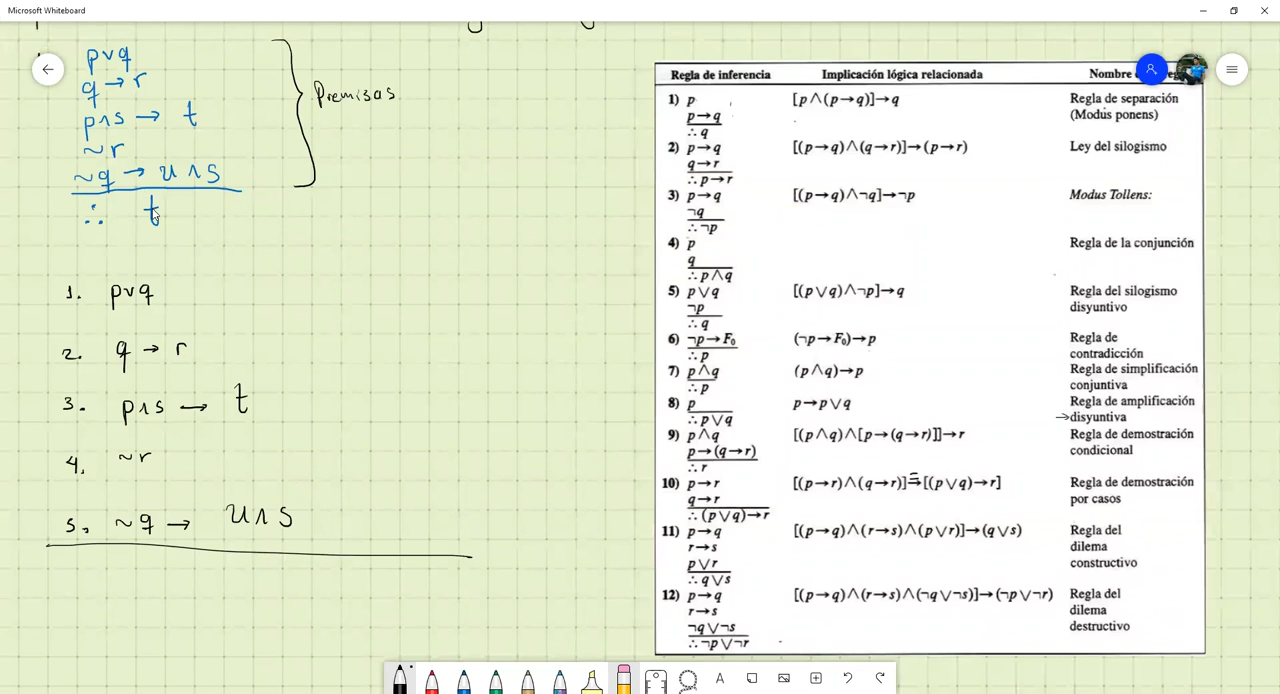 Microsoft Whiteboard
p∨q
q → r
p∧s → t
~r
~q → u∧s
∴ t
Premisas
1. p∨q
2. q → r
3. p∧s → t
4. ~r
5. ~q → u∧s
Regla de inferencia Implicación lógica relacionada
1) p [p∧(p→q)]→q Regla de separación
p→q (Modus ponens)
∴ q
2) p→q [(p→q)∧(q→r)]→(p→r) Ley del silogismo
q→r
∴ p→r
3) p→q [(p→q)∧¬q]→¬p Modus Tollens:
¬q
∴ ¬p
4) p Regla de la conjunción
q
∴ p∧q
5) p∨q [(p∨q)∧¬p]→q Regla del silogismo
¬p disyuntivo
∴ q
6) ¬p→F₀ (¬p→F₀)→p Regla de
∴ p contradicción
7) p∧q (p∧q)→p Regla de simplificación
∴ p conjuntiva
8) p p→p∨q Regla de amplificación
∴ p∨q →disyuntiva
9) p∧q [(p∧q)∧[p→(q→r)]]→r Regla de demostración
p→(q→r) condicional
∴ r
10) p→r [(p→r)∧(q→r)]⇒[(p∨q)→r] Regla de demostración
q→r por casos
∴ (p∨q)→r
11) p→q [(p→q)∧(r→s)∧(p∨r)]→(q∨s) Regla del
r→s dilema
p∨r constructivo
∴ q∨s
12) p→q [(p→q)∧(r→s)∧(¬q∨¬s)]→(¬p∨¬r) Regla del
r→s dilema
¬q∨¬s destructivo
∴ ¬p∨¬r